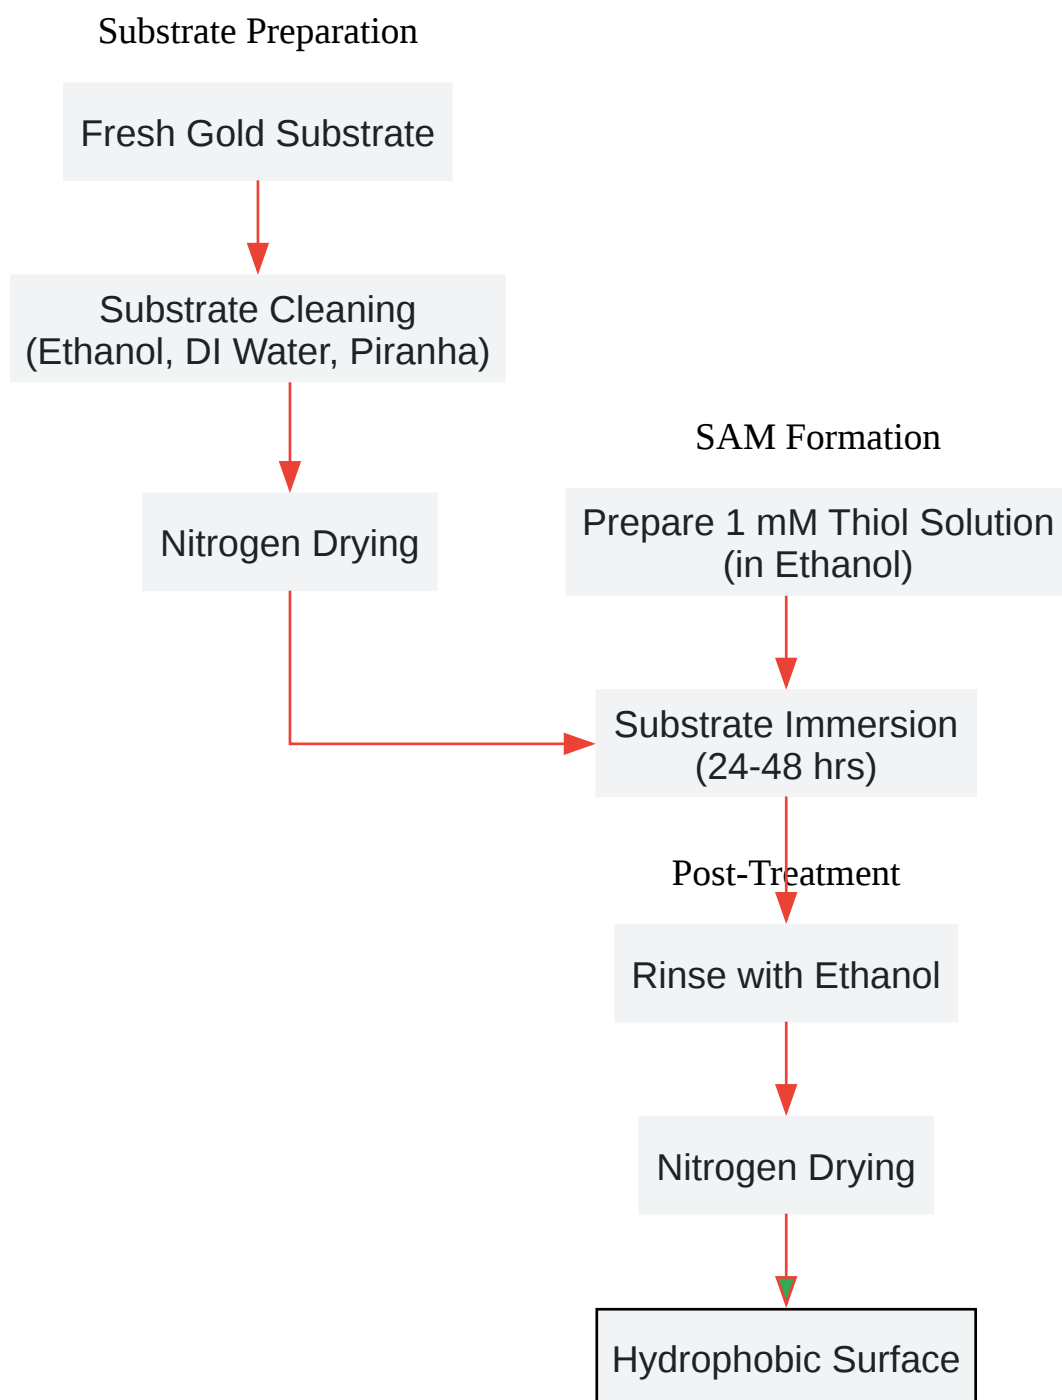 Substrate Preparation
Fresh Gold Substrate
Substrate Cleaning
(Ethanol, DI Water, Piranha)
Nitrogen Drying
SAM Formation
Prepare 1 mM Thiol Solution
(in Ethanol)
Substrate Immersion
(24-48 hrs)
Post-Treatment
Rinse with Ethanol
Nitrogen Drying
Hydrophobic Surface